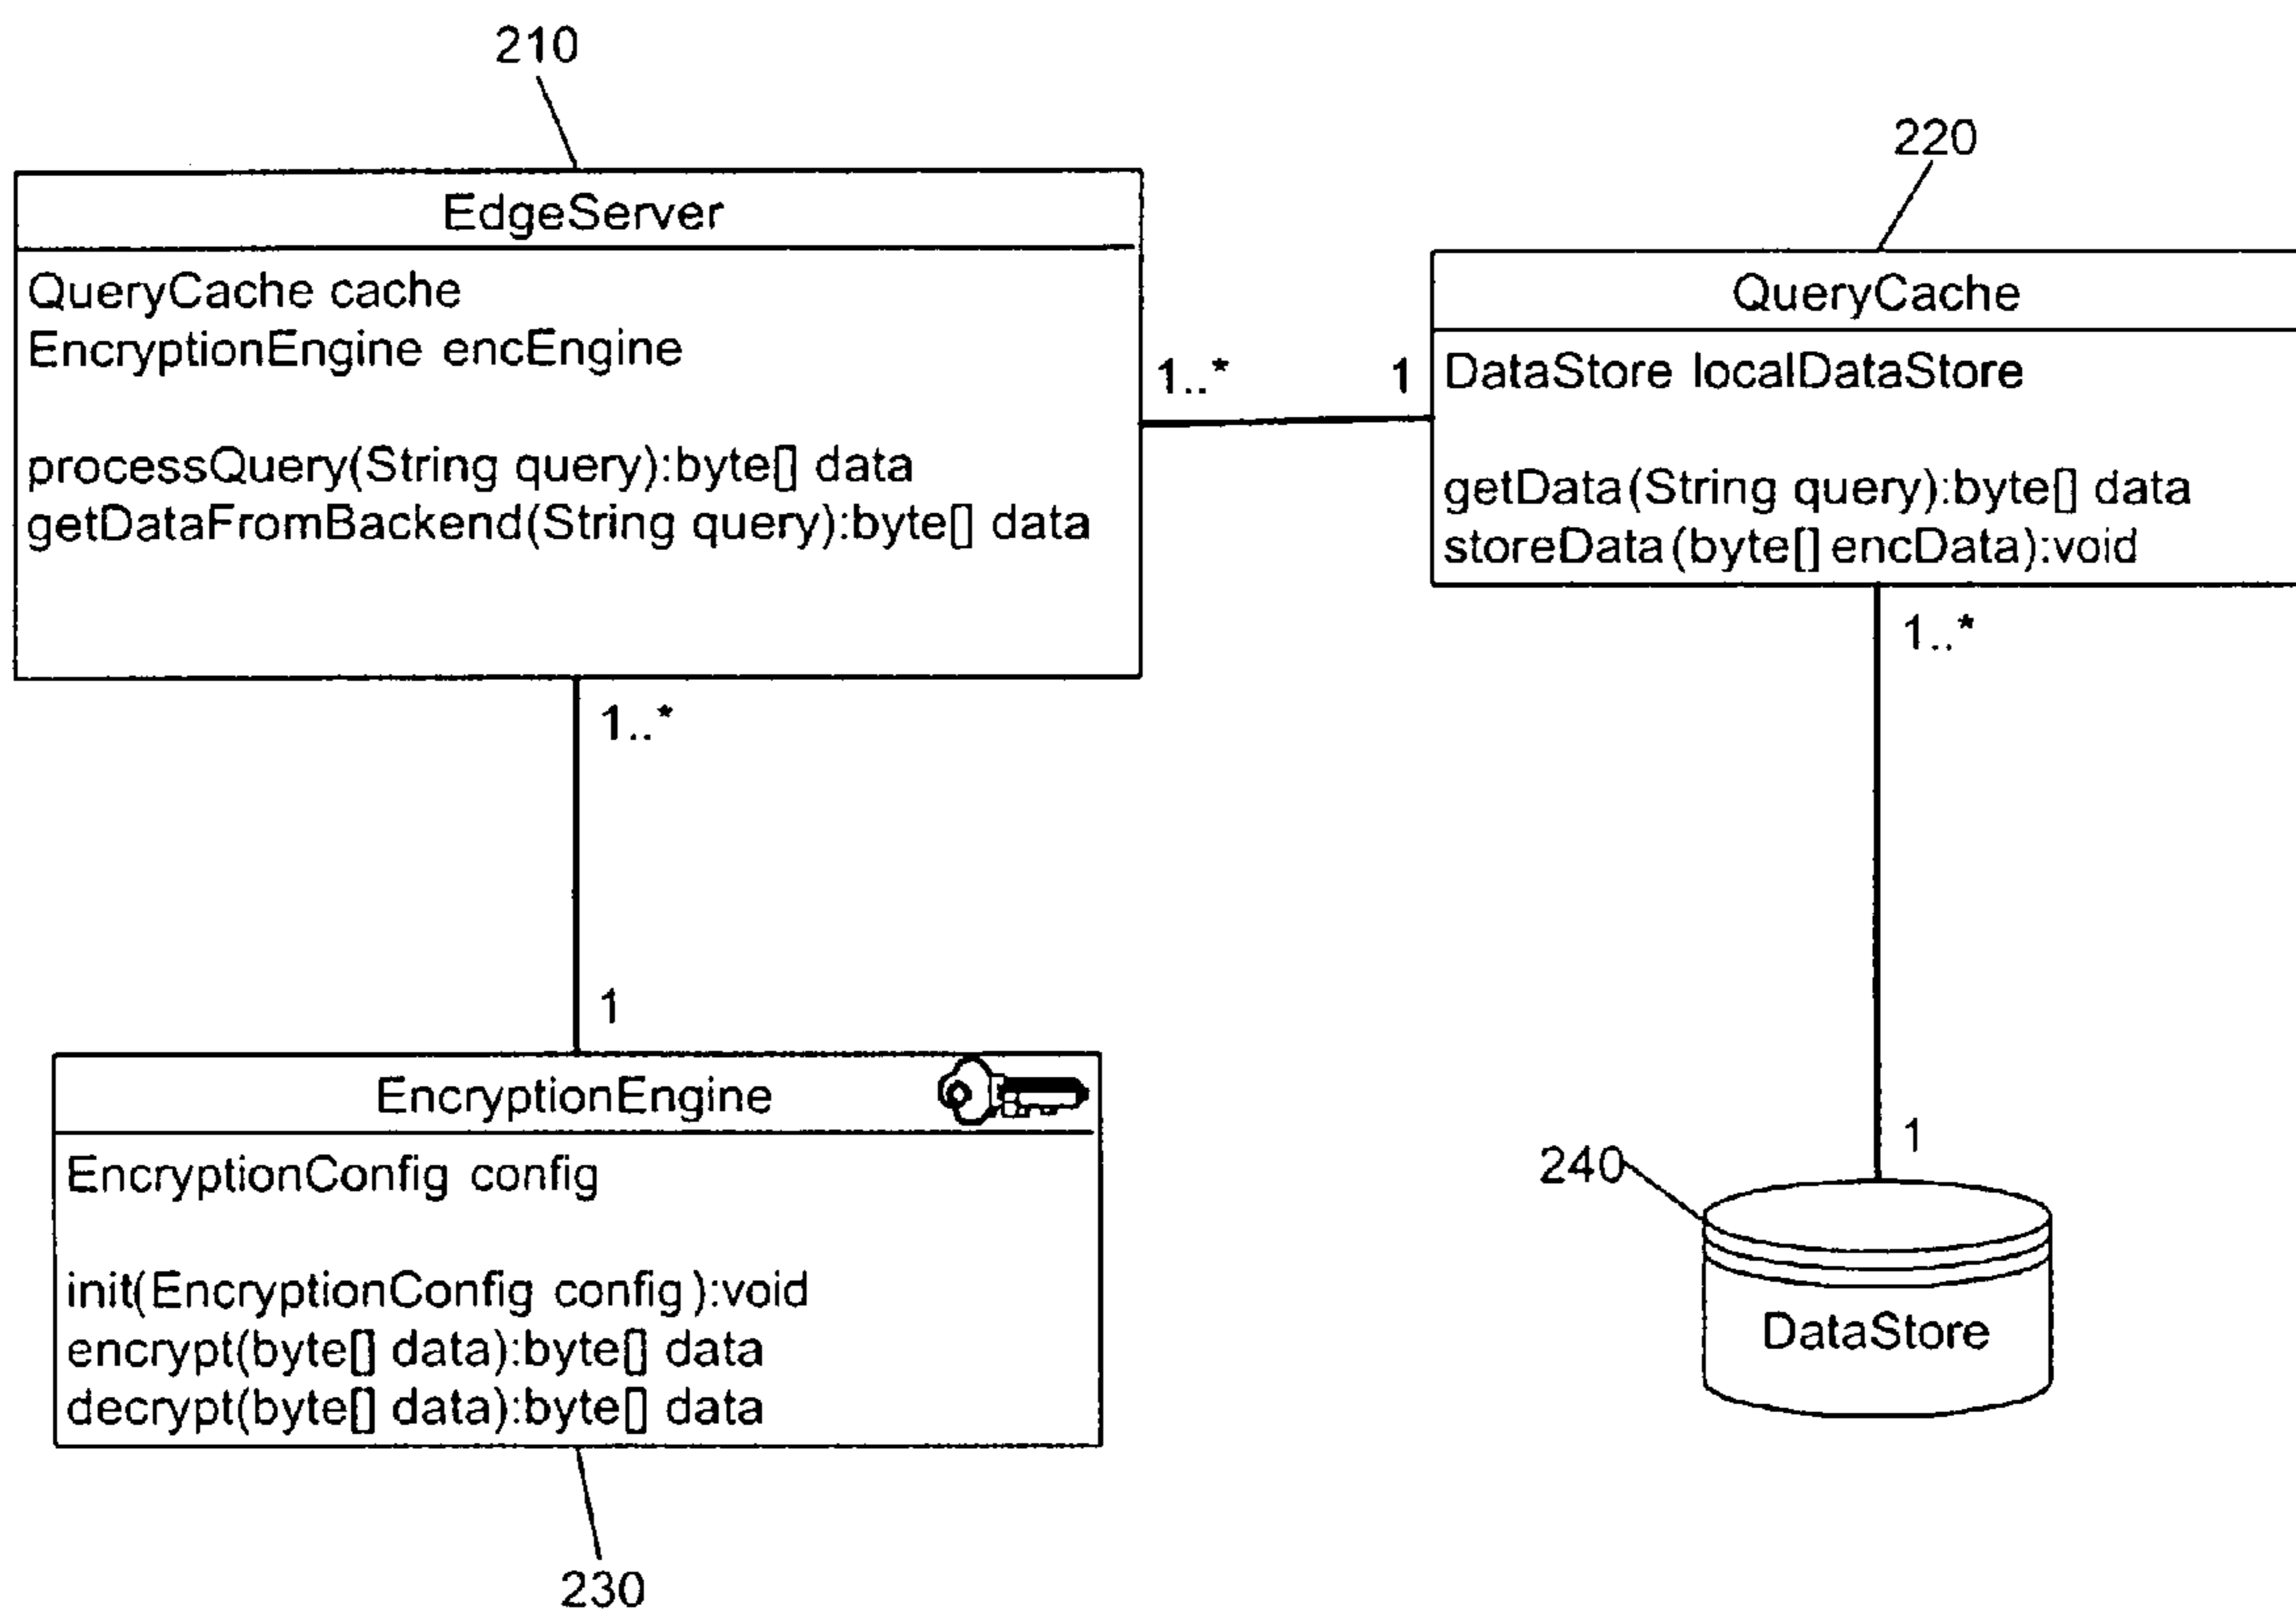 210
EdgeServer
QueryCache cache
EncryptionEngine encEngine
processQuery(String query):byte[] data
getDataFromBackend(String query):byte[] data
1..*
1
220
QueryCache
DataStore localDataStore
getData(String query):byte[] data
storeData(byte[] encData):void
1..*
1
1..*
1
EncryptionEngine
EncryptionConfig config
init(EncryptionConfig config):void
encrypt(byte[] data):byte[] data
decrypt(byte[] data):byte[] data
230
240
DataStore